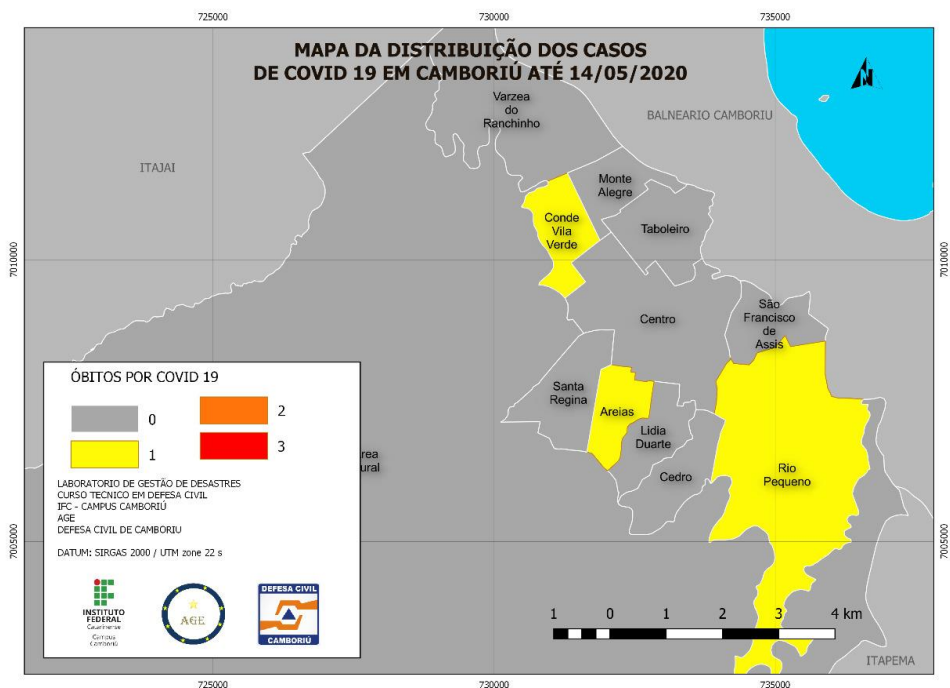 725000
730000
735000
MAPA DA DISTRIBUIÇÃO DOS CASOS
DE COVID 19 EM CAMBORIÚ ATÉ 14/05/2020
N
Varzea
do
Ranchinho
BALNEARIO CAMBORIU
ITAJAI
Monte
Alegre
Conde
Vila
Verde
Taboleiro
7010000
7010000
São
Francisco
de
Assis
Centro
Santa
Regina
Areias
Lidia
Duarte
Cedro
Rio
Pequeno
rea
ural
ÓBITOS POR COVID 19
0
2
1
3
LABORATORIO DE GESTÃO DE DESASTRES
CURSO TECNICO EM DEFESA CIVIL
IFC - CAMPUS CAMBORIÚ
AGE
DEFESA CIVIL DE CAMBORIU
DATUM: SIRGAS 2000 / UTM zone 22 s
INSTITUTO
FEDERAL
Catarinense
Campus
Camboriú
AGE
DEFESA CIVIL
CAMBORIÚ
7005000
7005000
1 0 1 2 3 4 km
ITAPEMA
725000
730000
735000